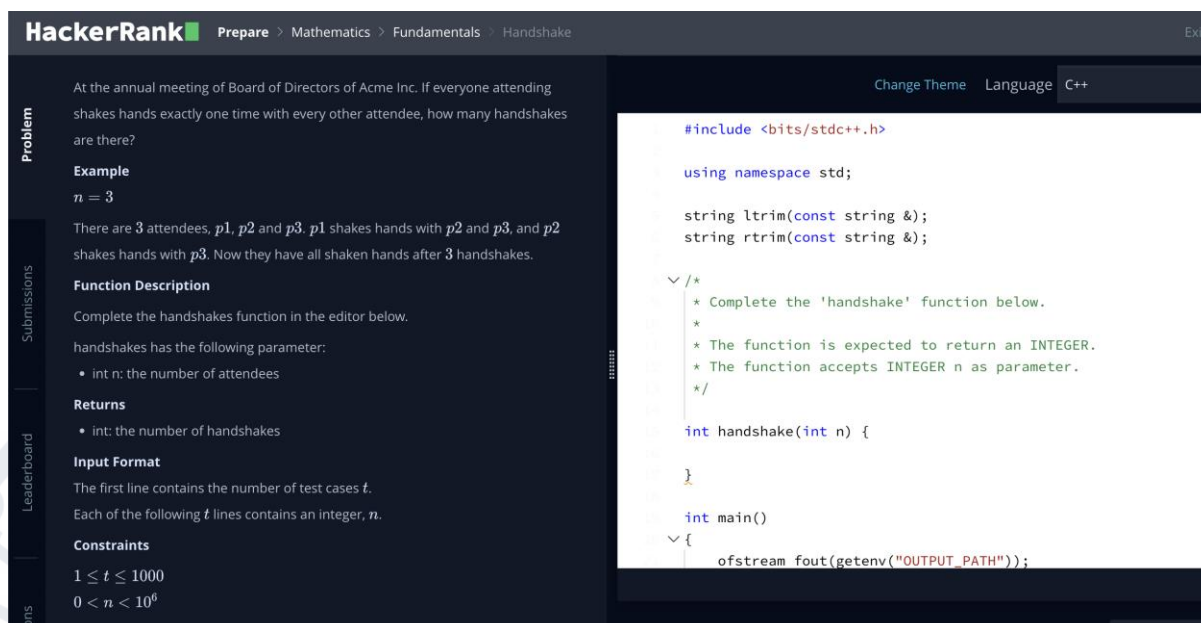 HackerRank Prepare > Mathematics > Fundamentals > Handshake
Problem
Submissions
Leaderboard
At the annual meeting of Board of Directors of Acme Inc. If everyone attending
shakes hands exactly one time with every other attendee, how many handshakes
are there?
Example
n = 3
There are 3 attendees, p1, p2 and p3. p1 shakes hands with p2 and p3, and p2
shakes hands with p3. Now they have all shaken hands after 3 handshakes.
Function Description
Complete the handshakes function in the editor below.
handshakes has the following parameter:
• int n: the number of attendees
Returns
• int: the number of handshakes
Input Format
The first line contains the number of test cases t.
Each of the following t lines contains an integer, n.
Constraints
1 ≤ t ≤ 1000
0 < n < 10⁶
Change Theme Language C++
#include <bits/stdc++.h>
using namespace std;
string ltrim(const string &);
string rtrim(const string &);
/*
* Complete the 'handshake' function below.
*
* The function is expected to return an INTEGER.
* The function accepts INTEGER n as parameter.
*/
int handshake(int n) {
}
int main()
{
ofstream fout(getenv("OUTPUT_PATH"));